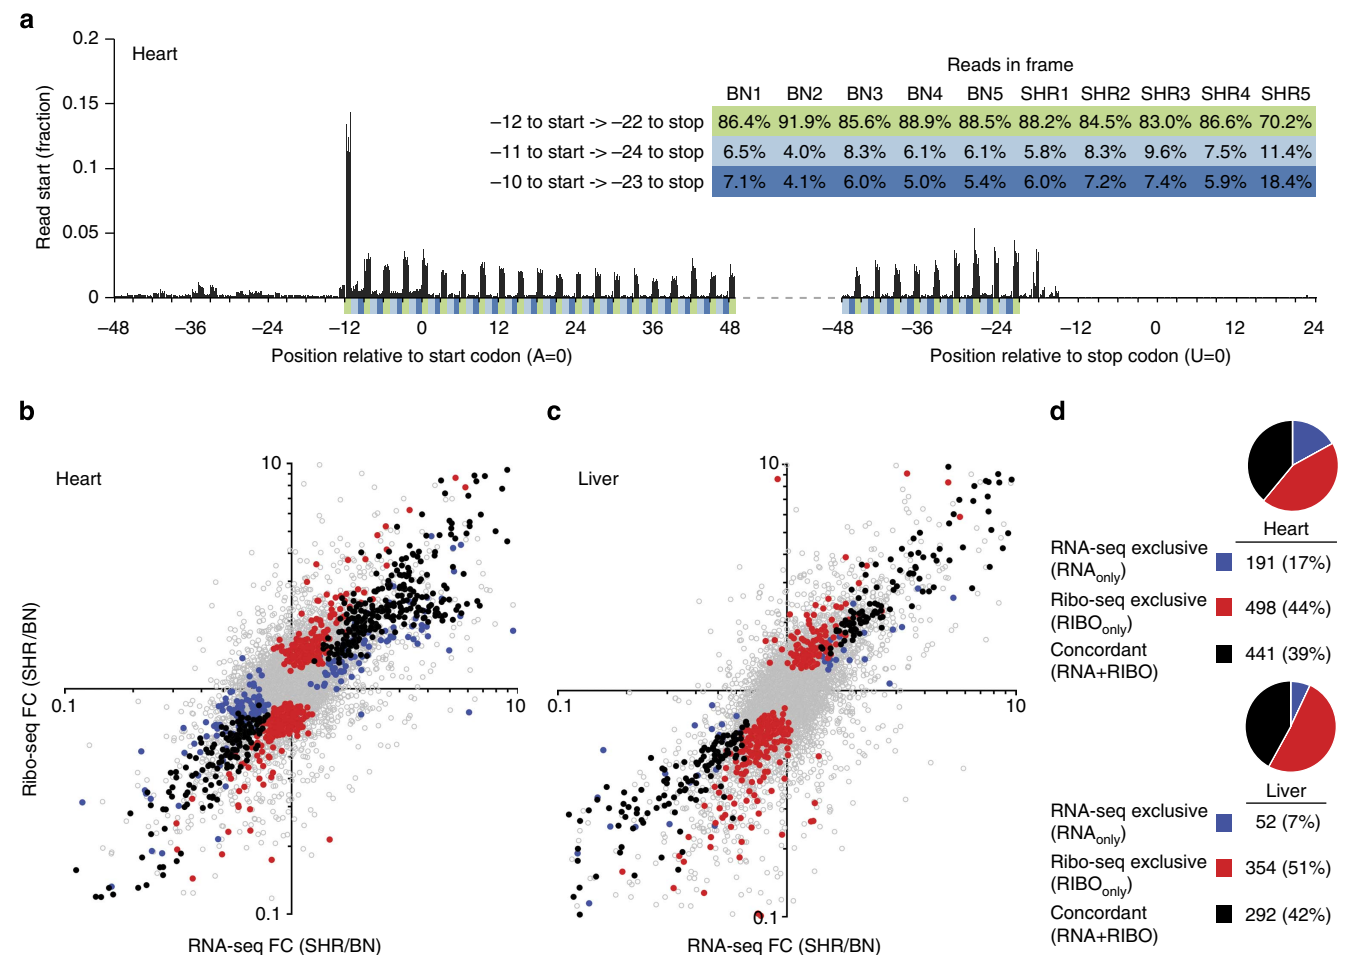 a
Heart
Read start (fraction)
0.2
0.15
0.1
0.05
0
Reads in frame
BN1 BN2 BN3 BN4 BN5 SHR1 SHR2 SHR3 SHR4 SHR5
–12 to start -> –22 to stop 86.4% 91.9% 85.6% 88.9% 88.5% 88.2% 84.5% 83.0% 86.6% 70.2%
–11 to start -> –24 to stop 6.5% 4.0% 8.3% 6.1% 6.1% 5.8% 8.3% 9.6% 7.5% 11.4%
–10 to start -> –23 to stop 7.1% 4.1% 6.0% 5.0% 5.4% 6.0% 7.2% 7.4% 5.9% 18.4%
–48 –36 –24 –12 0 12 24 36 48
–48 –36 –24 –12 0 12 24
Position relative to start codon (A=0)
Position relative to stop codon (U=0)
b
Heart
Ribo-seq FC (SHR/BN)
10
0.1
10
0.1
RNA-seq FC (SHR/BN)
c
Liver
10
0.1
10
0.1
RNA-seq FC (SHR/BN)
d
Heart
RNA-seq exclusive
(RNAonly)
191 (17%)
Ribo-seq exclusive
(RIBOonly)
498 (44%)
Concordant
(RNA+RIBO)
441 (39%)
Liver
RNA-seq exclusive
(RNAonly)
52 (7%)
Ribo-seq exclusive
(RIBOonly)
354 (51%)
Concordant
(RNA+RIBO)
292 (42%)